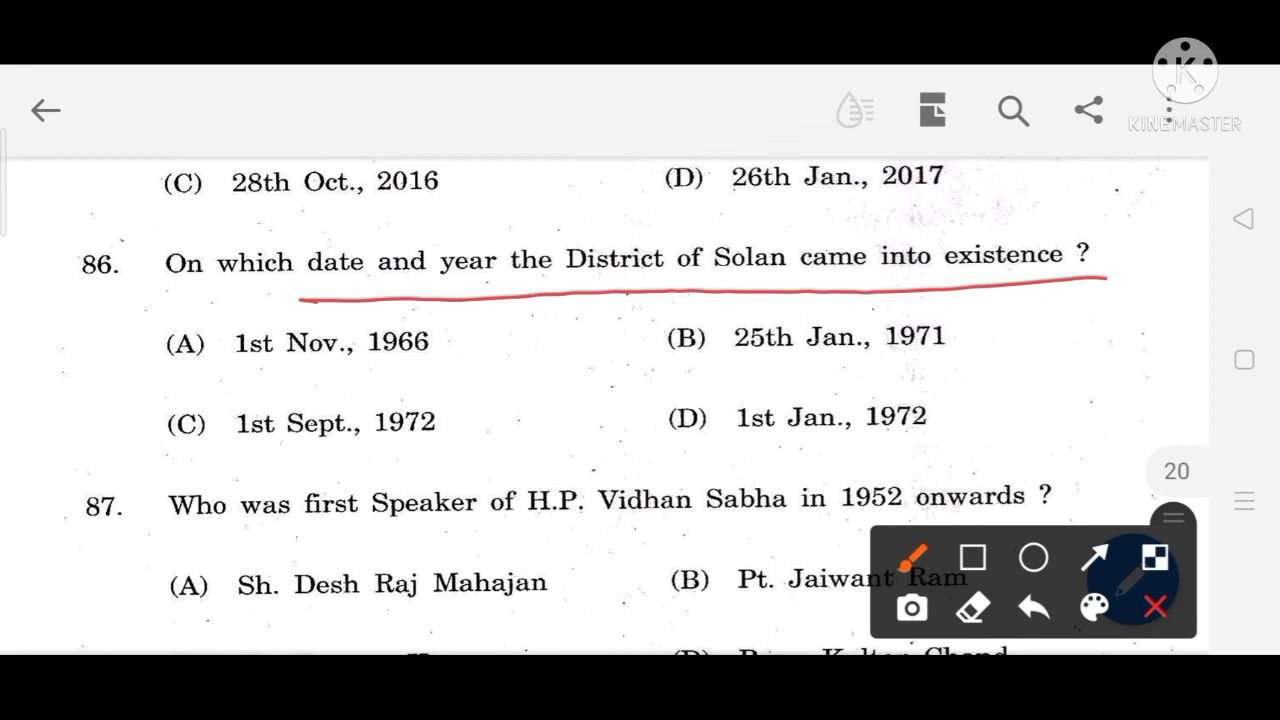 KINEMASTER
(C) 28th Oct., 2016 (D) 26th Jan., 2017
86. On which date and year the District of Solan came into existence ?
(A) 1st Nov., 1966 (B) 25th Jan., 1971
(C) 1st Sept., 1972 (D) 1st Jan., 1972
20
87. Who was first Speaker of H.P. Vidhan Sabha in 1952 onwards ?
(A) Sh. Desh Raj Mahajan (B) Pt. Jaiwant Ram
(D) Chand